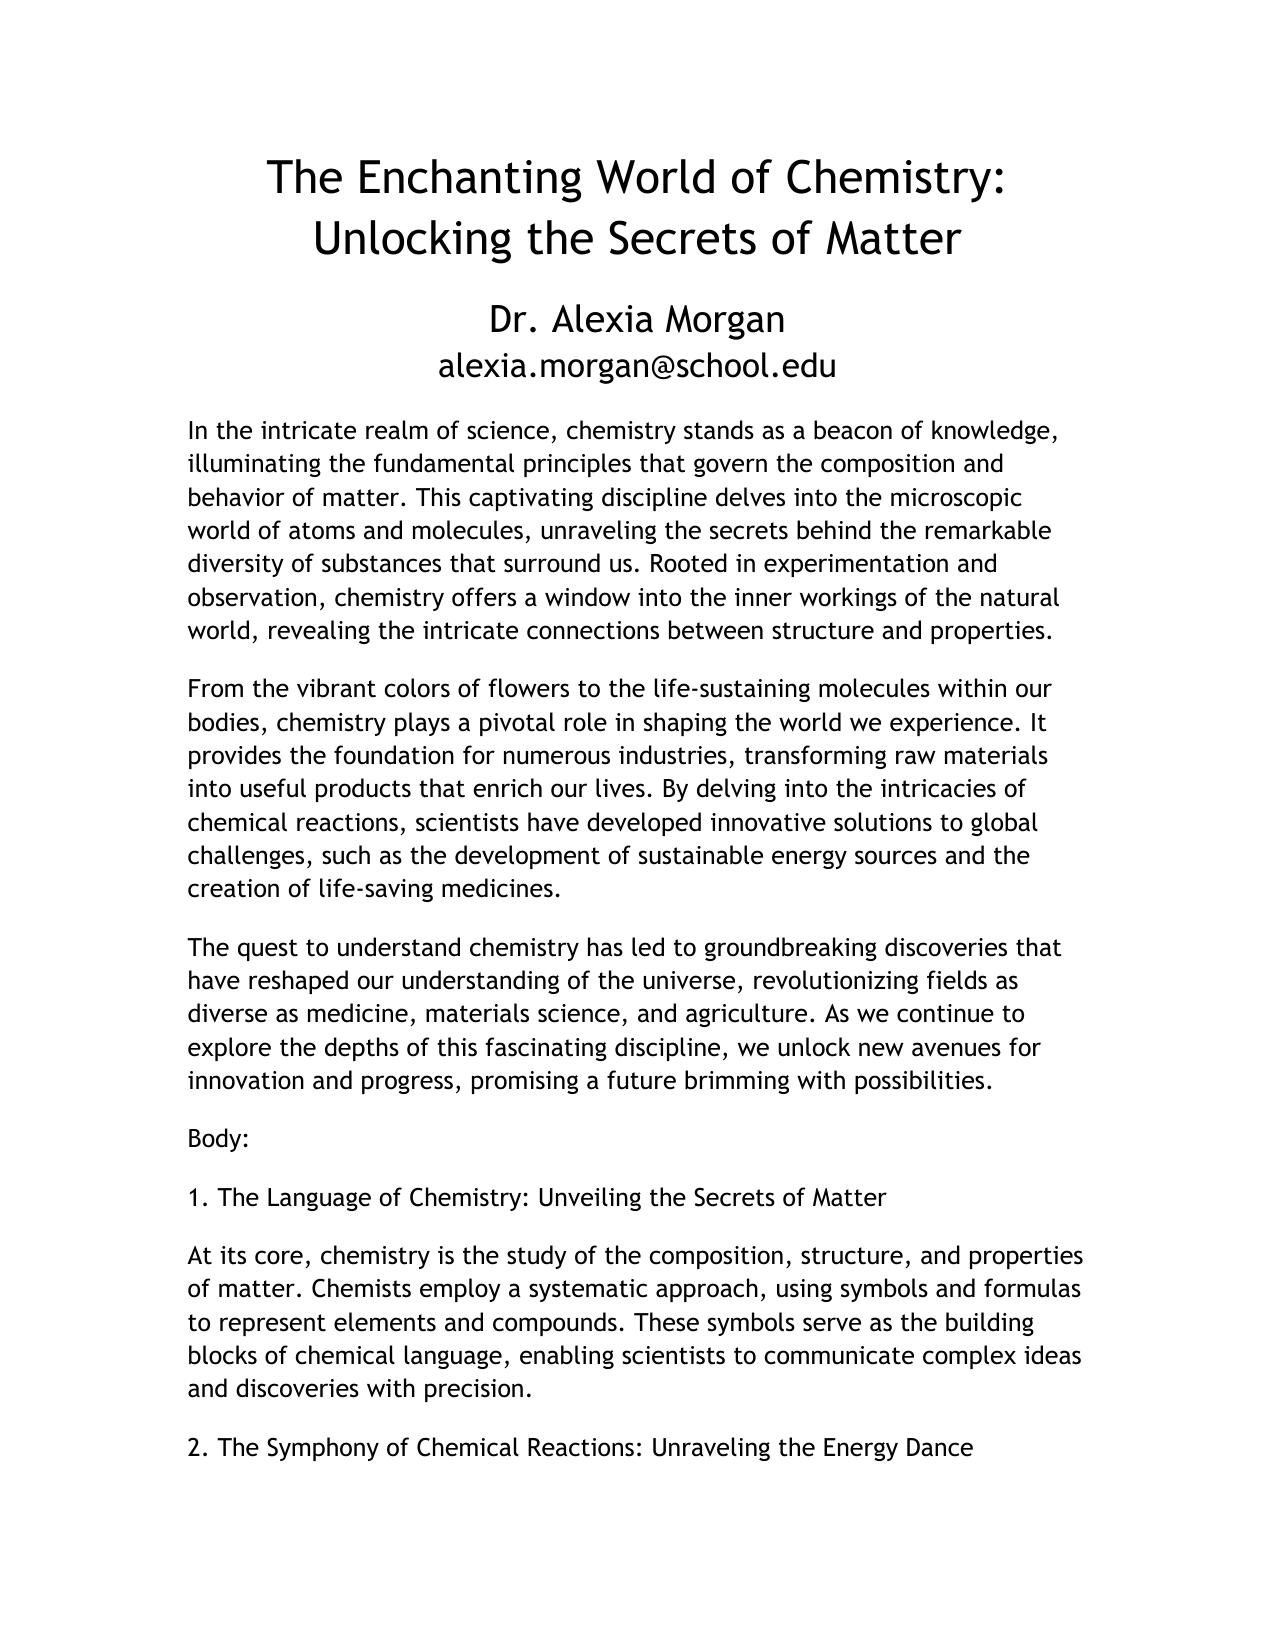 The Enchanting World of Chemistry:
Unlocking the Secrets of Matter
Dr. Alexia Morgan
alexia.morgan@school.edu
In the intricate realm of science, chemistry stands as a beacon of knowledge,
illuminating the fundamental principles that govern the composition and
behavior of matter. This captivating discipline delves into the microscopic
world of atoms and molecules, unraveling the secrets behind the remarkable
diversity of substances that surround us. Rooted in experimentation and
observation, chemistry offers a window into the inner workings of the natural
world, revealing the intricate connections between structure and properties.
From the vibrant colors of flowers to the life-sustaining molecules within our
bodies, chemistry plays a pivotal role in shaping the world we experience. It
provides the foundation for numerous industries, transforming raw materials
into useful products that enrich our lives. By delving into the intricacies of
chemical reactions, scientists have developed innovative solutions to global
challenges, such as the development of sustainable energy sources and the
creation of life-saving medicines.
The quest to understand chemistry has led to groundbreaking discoveries that
have reshaped our understanding of the universe, revolutionizing fields as
diverse as medicine, materials science, and agriculture. As we continue to
explore the depths of this fascinating discipline, we unlock new avenues for
innovation and progress, promising a future brimming with possibilities.
Body:
1. The Language of Chemistry: Unveiling the Secrets of Matter
At its core, chemistry is the study of the composition, structure, and properties
of matter. Chemists employ a systematic approach, using symbols and formulas
to represent elements and compounds. These symbols serve as the building
blocks of chemical language, enabling scientists to communicate complex ideas
and discoveries with precision.
2. The Symphony of Chemical Reactions: Unraveling the Energy Dance